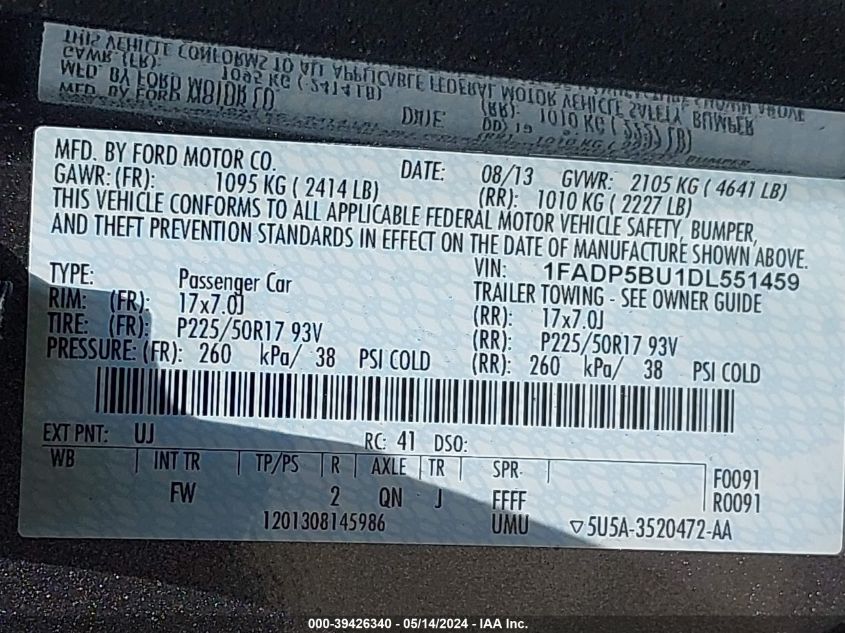 MFD. BY FORD MOTOR CO. DATE: 08/13 GVWR: 2105 KG ( 4641 LB)
GAWR: (FR): 1095 KG ( 2414 LB) (RR): 1010 KG ( 2227 LB)
THIS VEHICLE CONFORMS TO ALL APPLICABLE FEDERAL MOTOR VEHICLE SAFETY, BUMPER,
AND THEFT PREVENTION STANDARDS IN EFFECT ON THE DATE OF MANUFACTURE SHOWN ABOVE.
VIN: 1FADP5BU1DL551459
TYPE: Passenger Car TRAILER TOWING - SEE OWNER GUIDE
RIM: (FR): 17x7.0J (RR): 17x7.0J
TIRE: (FR): P225/50R17 93V (RR): P225/50R17 93V
PRESSURE: (FR): 260 kPa/ 38 PSI COLD (RR): 260 kPa/ 38 PSI COLD
EXT PNT: UJ RC: 41 DSO:
WB INT TR TP/PS R AXLE TR SPR F0091
FW 2 QN J FFFF R0091
1201308145986 UMU ▽5U5A-3520472-AA
000-39426340 - 05/14/2024 - IAA Inc.